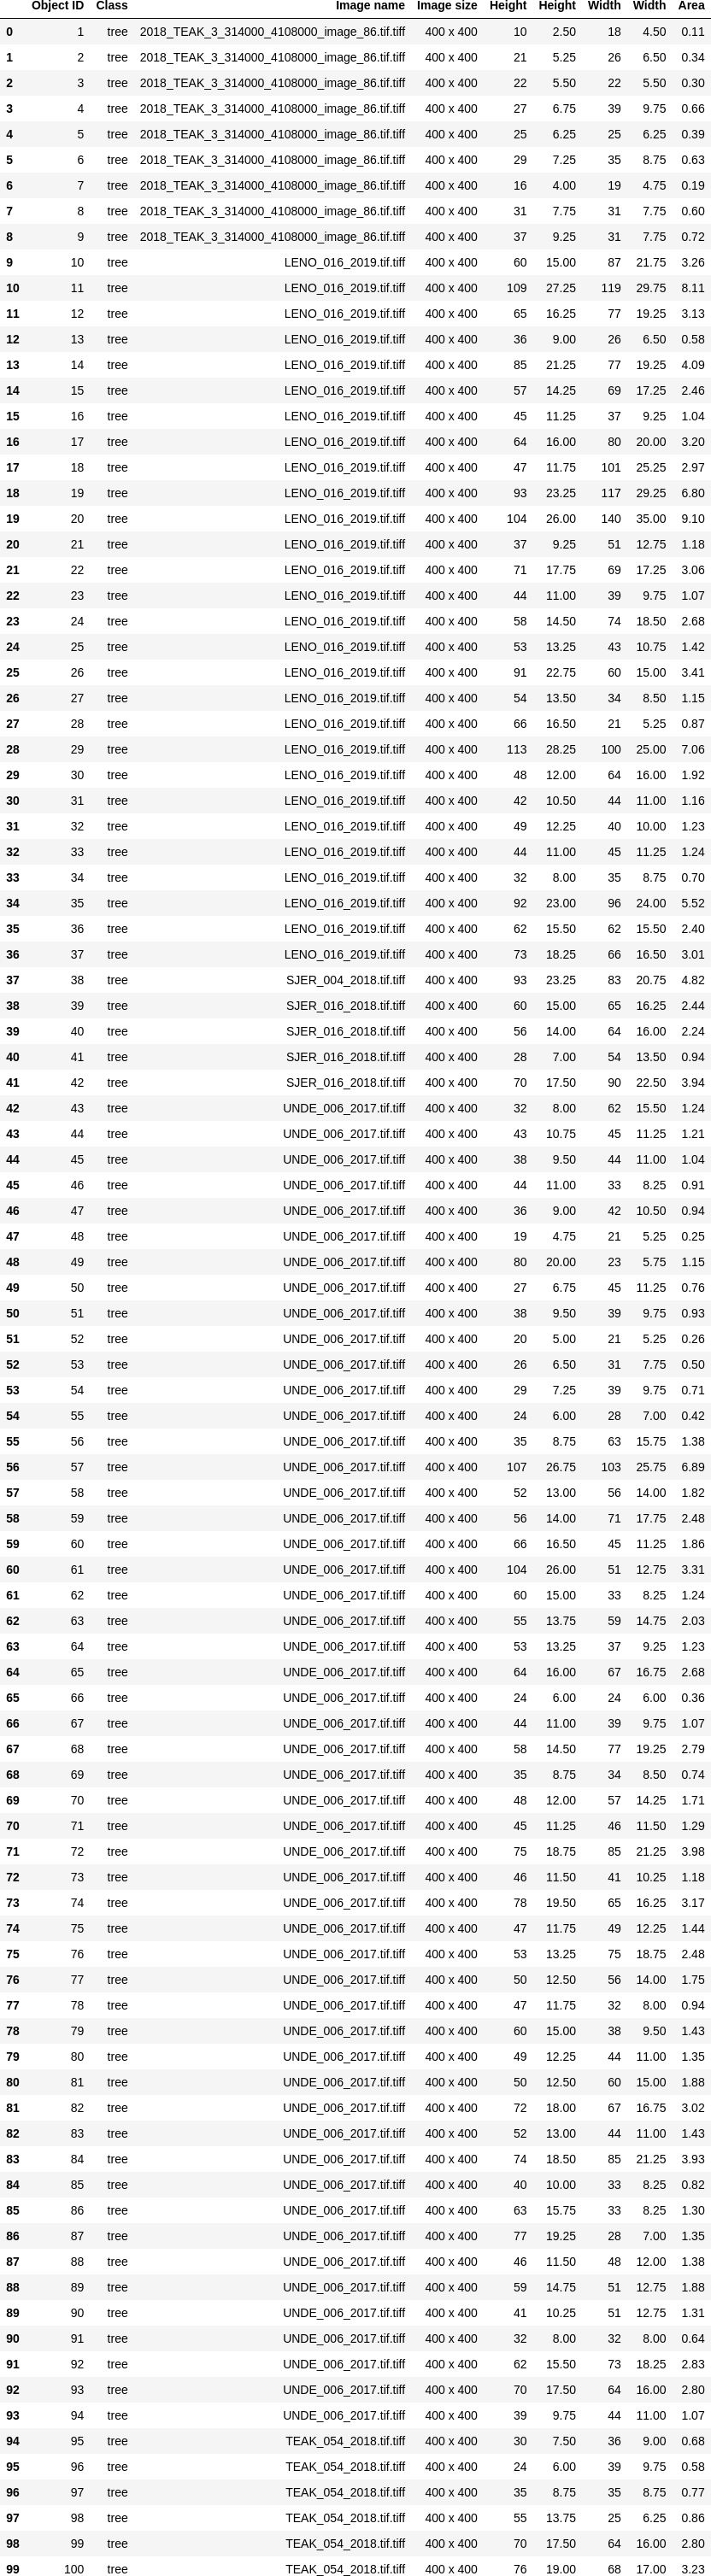 Object ID Class Image name Image size Height Height Width Width Area
0 1 tree 2018_TEAK_3_314000_4108000_image_86.tif.tiff 400 x 400 10 2.50 18 4.50 0.11
1 2 tree 2018_TEAK_3_314000_4108000_image_86.tif.tiff 400 x 400 21 5.25 26 6.50 0.34
2 3 tree 2018_TEAK_3_314000_4108000_image_86.tif.tiff 400 x 400 22 5.50 22 5.50 0.30
3 4 tree 2018_TEAK_3_314000_4108000_image_86.tif.tiff 400 x 400 27 6.75 39 9.75 0.66
4 5 tree 2018_TEAK_3_314000_4108000_image_86.tif.tiff 400 x 400 25 6.25 25 6.25 0.39
5 6 tree 2018_TEAK_3_314000_4108000_image_86.tif.tiff 400 x 400 29 7.25 35 8.75 0.63
6 7 tree 2018_TEAK_3_314000_4108000_image_86.tif.tiff 400 x 400 16 4.00 19 4.75 0.19
7 8 tree 2018_TEAK_3_314000_4108000_image_86.tif.tiff 400 x 400 31 7.75 31 7.75 0.60
8 9 tree 2018_TEAK_3_314000_4108000_image_86.tif.tiff 400 x 400 37 9.25 31 7.75 0.72
9 10 tree LENO_016_2019.tif.tiff 400 x 400 60 15.00 87 21.75 3.26
10 11 tree LENO_016_2019.tif.tiff 400 x 400 109 27.25 119 29.75 8.11
11 12 tree LENO_016_2019.tif.tiff 400 x 400 65 16.25 77 19.25 3.13
12 13 tree LENO_016_2019.tif.tiff 400 x 400 36 9.00 26 6.50 0.58
13 14 tree LENO_016_2019.tif.tiff 400 x 400 85 21.25 77 19.25 4.09
14 15 tree LENO_016_2019.tif.tiff 400 x 400 57 14.25 69 17.25 2.46
15 16 tree LENO_016_2019.tif.tiff 400 x 400 45 11.25 37 9.25 1.04
16 17 tree LENO_016_2019.tif.tiff 400 x 400 64 16.00 80 20.00 3.20
17 18 tree LENO_016_2019.tif.tiff 400 x 400 47 11.75 101 25.25 2.97
18 19 tree LENO_016_2019.tif.tiff 400 x 400 93 23.25 117 29.25 6.80
19 20 tree LENO_016_2019.tif.tiff 400 x 400 104 26.00 140 35.00 9.10
20 21 tree LENO_016_2019.tif.tiff 400 x 400 37 9.25 51 12.75 1.18
21 22 tree LENO_016_2019.tif.tiff 400 x 400 71 17.75 69 17.25 3.06
22 23 tree LENO_016_2019.tif.tiff 400 x 400 44 11.00 39 9.75 1.07
23 24 tree LENO_016_2019.tif.tiff 400 x 400 58 14.50 74 18.50 2.68
24 25 tree LENO_016_2019.tif.tiff 400 x 400 53 13.25 43 10.75 1.42
25 26 tree LENO_016_2019.tif.tiff 400 x 400 91 22.75 60 15.00 3.41
26 27 tree LENO_016_2019.tif.tiff 400 x 400 54 13.50 34 8.50 1.15
27 28 tree LENO_016_2019.tif.tiff 400 x 400 66 16.50 21 5.25 0.87
28 29 tree LENO_016_2019.tif.tiff 400 x 400 113 28.25 100 25.00 7.06
29 30 tree LENO_016_2019.tif.tiff 400 x 400 48 12.00 64 16.00 1.92
30 31 tree LENO_016_2019.tif.tiff 400 x 400 42 10.50 44 11.00 1.16
31 32 tree LENO_016_2019.tif.tiff 400 x 400 49 12.25 40 10.00 1.23
32 33 tree LENO_016_2019.tif.tiff 400 x 400 44 11.00 45 11.25 1.24
33 34 tree LENO_016_2019.tif.tiff 400 x 400 32 8.00 35 8.75 0.70
34 35 tree LENO_016_2019.tif.tiff 400 x 400 92 23.00 96 24.00 5.52
35 36 tree LENO_016_2019.tif.tiff 400 x 400 62 15.50 62 15.50 2.40
36 37 tree LENO_016_2019.tif.tiff 400 x 400 73 18.25 66 16.50 3.01
37 38 tree SJER_004_2018.tif.tiff 400 x 400 93 23.25 83 20.75 4.82
38 39 tree SJER_016_2018.tif.tiff 400 x 400 60 15.00 65 16.25 2.44
39 40 tree SJER_016_2018.tif.tiff 400 x 400 56 14.00 64 16.00 2.24
40 41 tree SJER_016_2018.tif.tiff 400 x 400 28 7.00 54 13.50 0.94
41 42 tree SJER_016_2018.tif.tiff 400 x 400 70 17.50 90 22.50 3.94
42 43 tree UNDE_006_2017.tif.tiff 400 x 400 32 8.00 62 15.50 1.24
43 44 tree UNDE_006_2017.tif.tiff 400 x 400 43 10.75 45 11.25 1.21
44 45 tree UNDE_006_2017.tif.tiff 400 x 400 38 9.50 44 11.00 1.04
45 46 tree UNDE_006_2017.tif.tiff 400 x 400 44 11.00 33 8.25 0.91
46 47 tree UNDE_006_2017.tif.tiff 400 x 400 36 9.00 42 10.50 0.94
47 48 tree UNDE_006_2017.tif.tiff 400 x 400 19 4.75 21 5.25 0.25
48 49 tree UNDE_006_2017.tif.tiff 400 x 400 80 20.00 23 5.75 1.15
49 50 tree UNDE_006_2017.tif.tiff 400 x 400 27 6.75 45 11.25 0.76
50 51 tree UNDE_006_2017.tif.tiff 400 x 400 38 9.50 39 9.75 0.93
51 52 tree UNDE_006_2017.tif.tiff 400 x 400 20 5.00 21 5.25 0.26
52 53 tree UNDE_006_2017.tif.tiff 400 x 400 26 6.50 31 7.75 0.50
53 54 tree UNDE_006_2017.tif.tiff 400 x 400 29 7.25 39 9.75 0.71
54 55 tree UNDE_006_2017.tif.tiff 400 x 400 24 6.00 28 7.00 0.42
55 56 tree UNDE_006_2017.tif.tiff 400 x 400 35 8.75 63 15.75 1.38
56 57 tree UNDE_006_2017.tif.tiff 400 x 400 107 26.75 103 25.75 6.89
57 58 tree UNDE_006_2017.tif.tiff 400 x 400 52 13.00 56 14.00 1.82
58 59 tree UNDE_006_2017.tif.tiff 400 x 400 56 14.00 71 17.75 2.48
59 60 tree UNDE_006_2017.tif.tiff 400 x 400 66 16.50 45 11.25 1.86
60 61 tree UNDE_006_2017.tif.tiff 400 x 400 104 26.00 51 12.75 3.31
61 62 tree UNDE_006_2017.tif.tiff 400 x 400 60 15.00 33 8.25 1.24
62 63 tree UNDE_006_2017.tif.tiff 400 x 400 55 13.75 59 14.75 2.03
63 64 tree UNDE_006_2017.tif.tiff 400 x 400 53 13.25 37 9.25 1.23
64 65 tree UNDE_006_2017.tif.tiff 400 x 400 64 16.00 67 16.75 2.68
65 66 tree UNDE_006_2017.tif.tiff 400 x 400 24 6.00 24 6.00 0.36
66 67 tree UNDE_006_2017.tif.tiff 400 x 400 44 11.00 39 9.75 1.07
67 68 tree UNDE_006_2017.tif.tiff 400 x 400 58 14.50 77 19.25 2.79
68 69 tree UNDE_006_2017.tif.tiff 400 x 400 35 8.75 34 8.50 0.74
69 70 tree UNDE_006_2017.tif.tiff 400 x 400 48 12.00 57 14.25 1.71
70 71 tree UNDE_006_2017.tif.tiff 400 x 400 45 11.25 46 11.50 1.29
71 72 tree UNDE_006_2017.tif.tiff 400 x 400 75 18.75 85 21.25 3.98
72 73 tree UNDE_006_2017.tif.tiff 400 x 400 46 11.50 41 10.25 1.18
73 74 tree UNDE_006_2017.tif.tiff 400 x 400 78 19.50 65 16.25 3.17
74 75 tree UNDE_006_2017.tif.tiff 400 x 400 47 11.75 49 12.25 1.44
75 76 tree UNDE_006_2017.tif.tiff 400 x 400 53 13.25 75 18.75 2.48
76 77 tree UNDE_006_2017.tif.tiff 400 x 400 50 12.50 56 14.00 1.75
77 78 tree UNDE_006_2017.tif.tiff 400 x 400 47 11.75 32 8.00 0.94
78 79 tree UNDE_006_2017.tif.tiff 400 x 400 60 15.00 38 9.50 1.43
79 80 tree UNDE_006_2017.tif.tiff 400 x 400 49 12.25 44 11.00 1.35
80 81 tree UNDE_006_2017.tif.tiff 400 x 400 50 12.50 60 15.00 1.88
81 82 tree UNDE_006_2017.tif.tiff 400 x 400 72 18.00 67 16.75 3.02
82 83 tree UNDE_006_2017.tif.tiff 400 x 400 52 13.00 44 11.00 1.43
83 84 tree UNDE_006_2017.tif.tiff 400 x 400 74 18.50 85 21.25 3.93
84 85 tree UNDE_006_2017.tif.tiff 400 x 400 40 10.00 33 8.25 0.82
85 86 tree UNDE_006_2017.tif.tiff 400 x 400 63 15.75 33 8.25 1.30
86 87 tree UNDE_006_2017.tif.tiff 400 x 400 77 19.25 28 7.00 1.35
87 88 tree UNDE_006_2017.tif.tiff 400 x 400 46 11.50 48 12.00 1.38
88 89 tree UNDE_006_2017.tif.tiff 400 x 400 59 14.75 51 12.75 1.88
89 90 tree UNDE_006_2017.tif.tiff 400 x 400 41 10.25 51 12.75 1.31
90 91 tree UNDE_006_2017.tif.tiff 400 x 400 32 8.00 32 8.00 0.64
91 92 tree UNDE_006_2017.tif.tiff 400 x 400 62 15.50 73 18.25 2.83
92 93 tree UNDE_006_2017.tif.tiff 400 x 400 70 17.50 64 16.00 2.80
93 94 tree UNDE_006_2017.tif.tiff 400 x 400 39 9.75 44 11.00 1.07
94 95 tree TEAK_054_2018.tif.tiff 400 x 400 30 7.50 36 9.00 0.68
95 96 tree TEAK_054_2018.tif.tiff 400 x 400 24 6.00 39 9.75 0.58
96 97 tree TEAK_054_2018.tif.tiff 400 x 400 35 8.75 35 8.75 0.77
97 98 tree TEAK_054_2018.tif.tiff 400 x 400 55 13.75 25 6.25 0.86
98 99 tree TEAK_054_2018.tif.tiff 400 x 400 70 17.50 64 16.00 2.80
99 100 tree TEAK_054_2018.tif.tiff 400 x 400 76 19.00 68 17.00 3.23